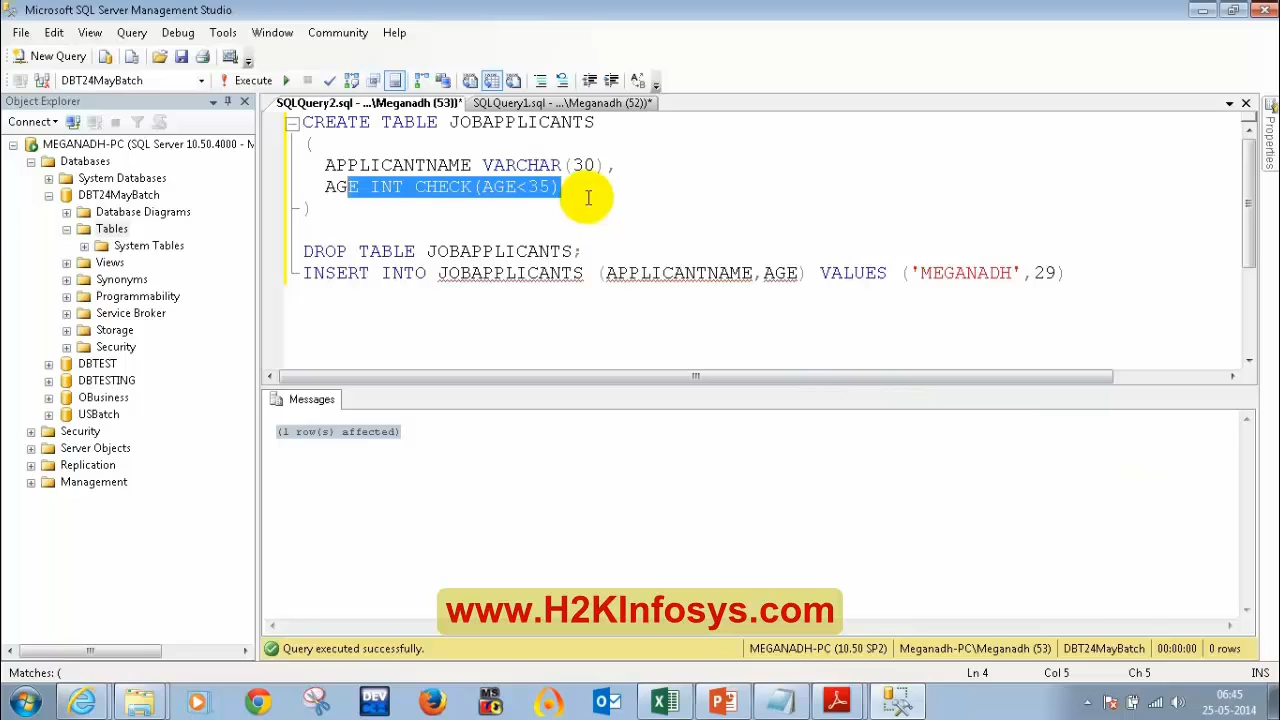 Microsoft SQL Server Management Studio
File Edit View Query Debug Tools Window Community Help
New Query
DBT24MayBatch Execute
Object Explorer
SQLQuery2.sql - ...\Meganadh (53))* SQLQuery1.sql - ...\Meganadh (52))*
Connect
MEGANADH-PC (SQL Server 10.50.4000 - M
Databases
System Databases
DBT24MayBatch
Database Diagrams
Tables
System Tables
Views
Synonyms
Programmability
Service Broker
Storage
Security
DBTEST
DBTESTING
OBusiness
USBatch
Security
Server Objects
Replication
Management
CREATE TABLE JOBAPPLICANTS
(
APPLICANTNAME VARCHAR(30),
AGE INT CHECK(AGE<35)
)
DROP TABLE JOBAPPLICANTS;
INSERT INTO JOBAPPLICANTS (APPLICANTNAME,AGE) VALUES ('MEGANADH',29)
Properties
Messages
(1 row(s) affected)
www.H2KInfosys.com
Query executed successfully. MEGANADH-PC (10.50 SP2) Meganadh-PC\Meganadh (53) DBT24MayBatch 00:00:00 0 rows
Matches: ( Ln 4 Col 5 Ch 5 INS
DEV
MS
06:45
25-05-2014